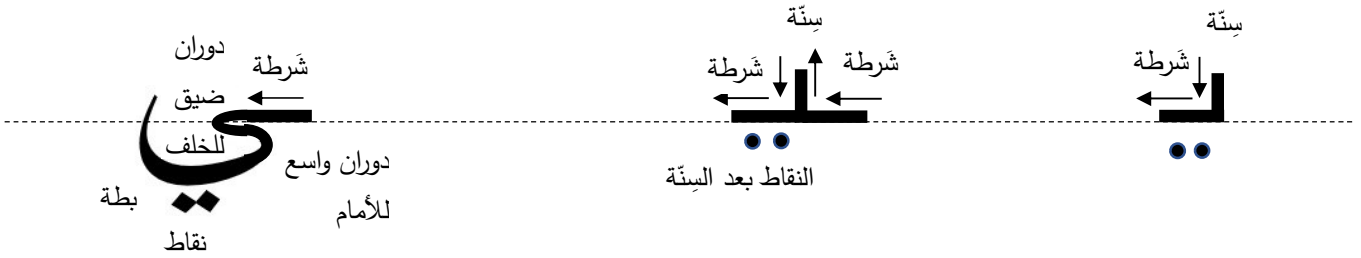 سِنّة
شَرطة
سِنّة
شَرطة
شَرطة
النقاط بعد السِنّة
شَرطة
دوران
ضيق
للخلف
دوران واسع
للأمام
بطة
نقاط
ي